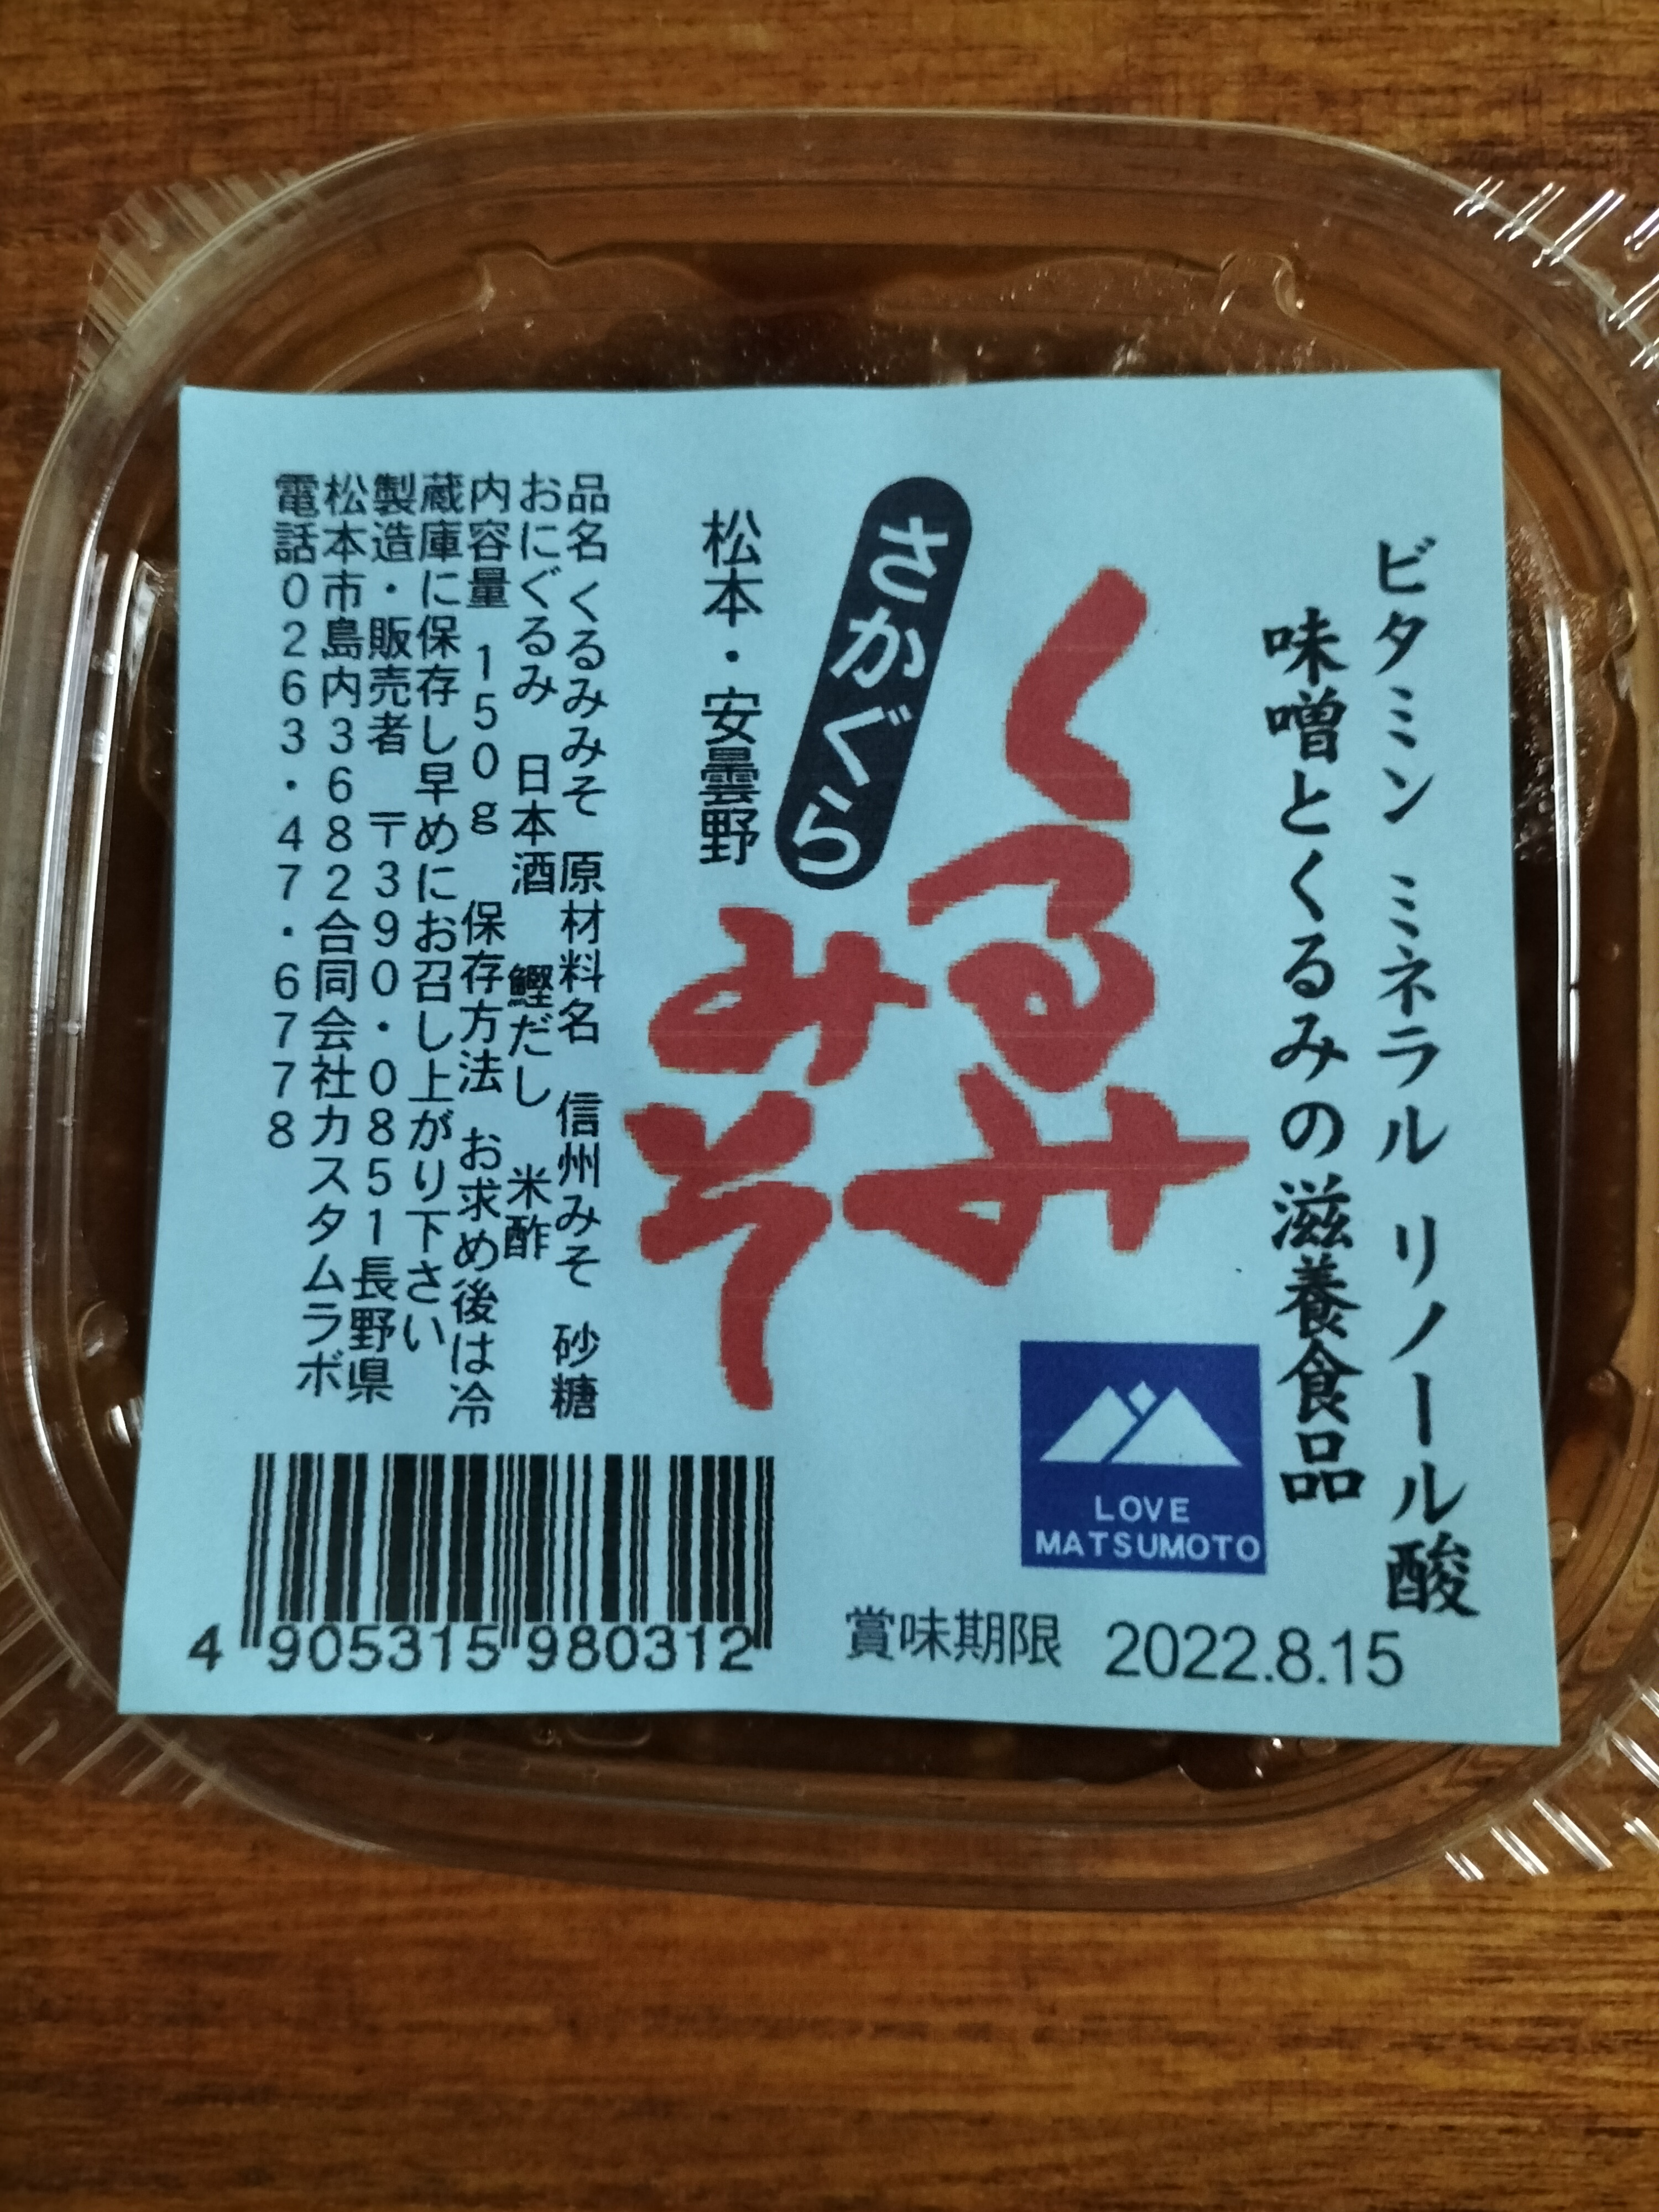 ビタミン ミネラル リノール酸
味噌とくるみの滋養食品
くるみ
みそ
さかぐら
松本・安曇野
品名 くるみみそ 原材料名 信州みそ 砂糖
おにぐるみ 日本酒 鰹だし 米酢
内容量 150g 保存方法 お求め後は冷
蔵庫に保存し早めにお召し上がり下さい
製造・販売者 〒390・0851長野県
松本市島内3682合同会社カスタムラボ
電話0263・47・6778
LOVE
MATSUMOTO
賞味期限 2022.8.15
4 905315 980312